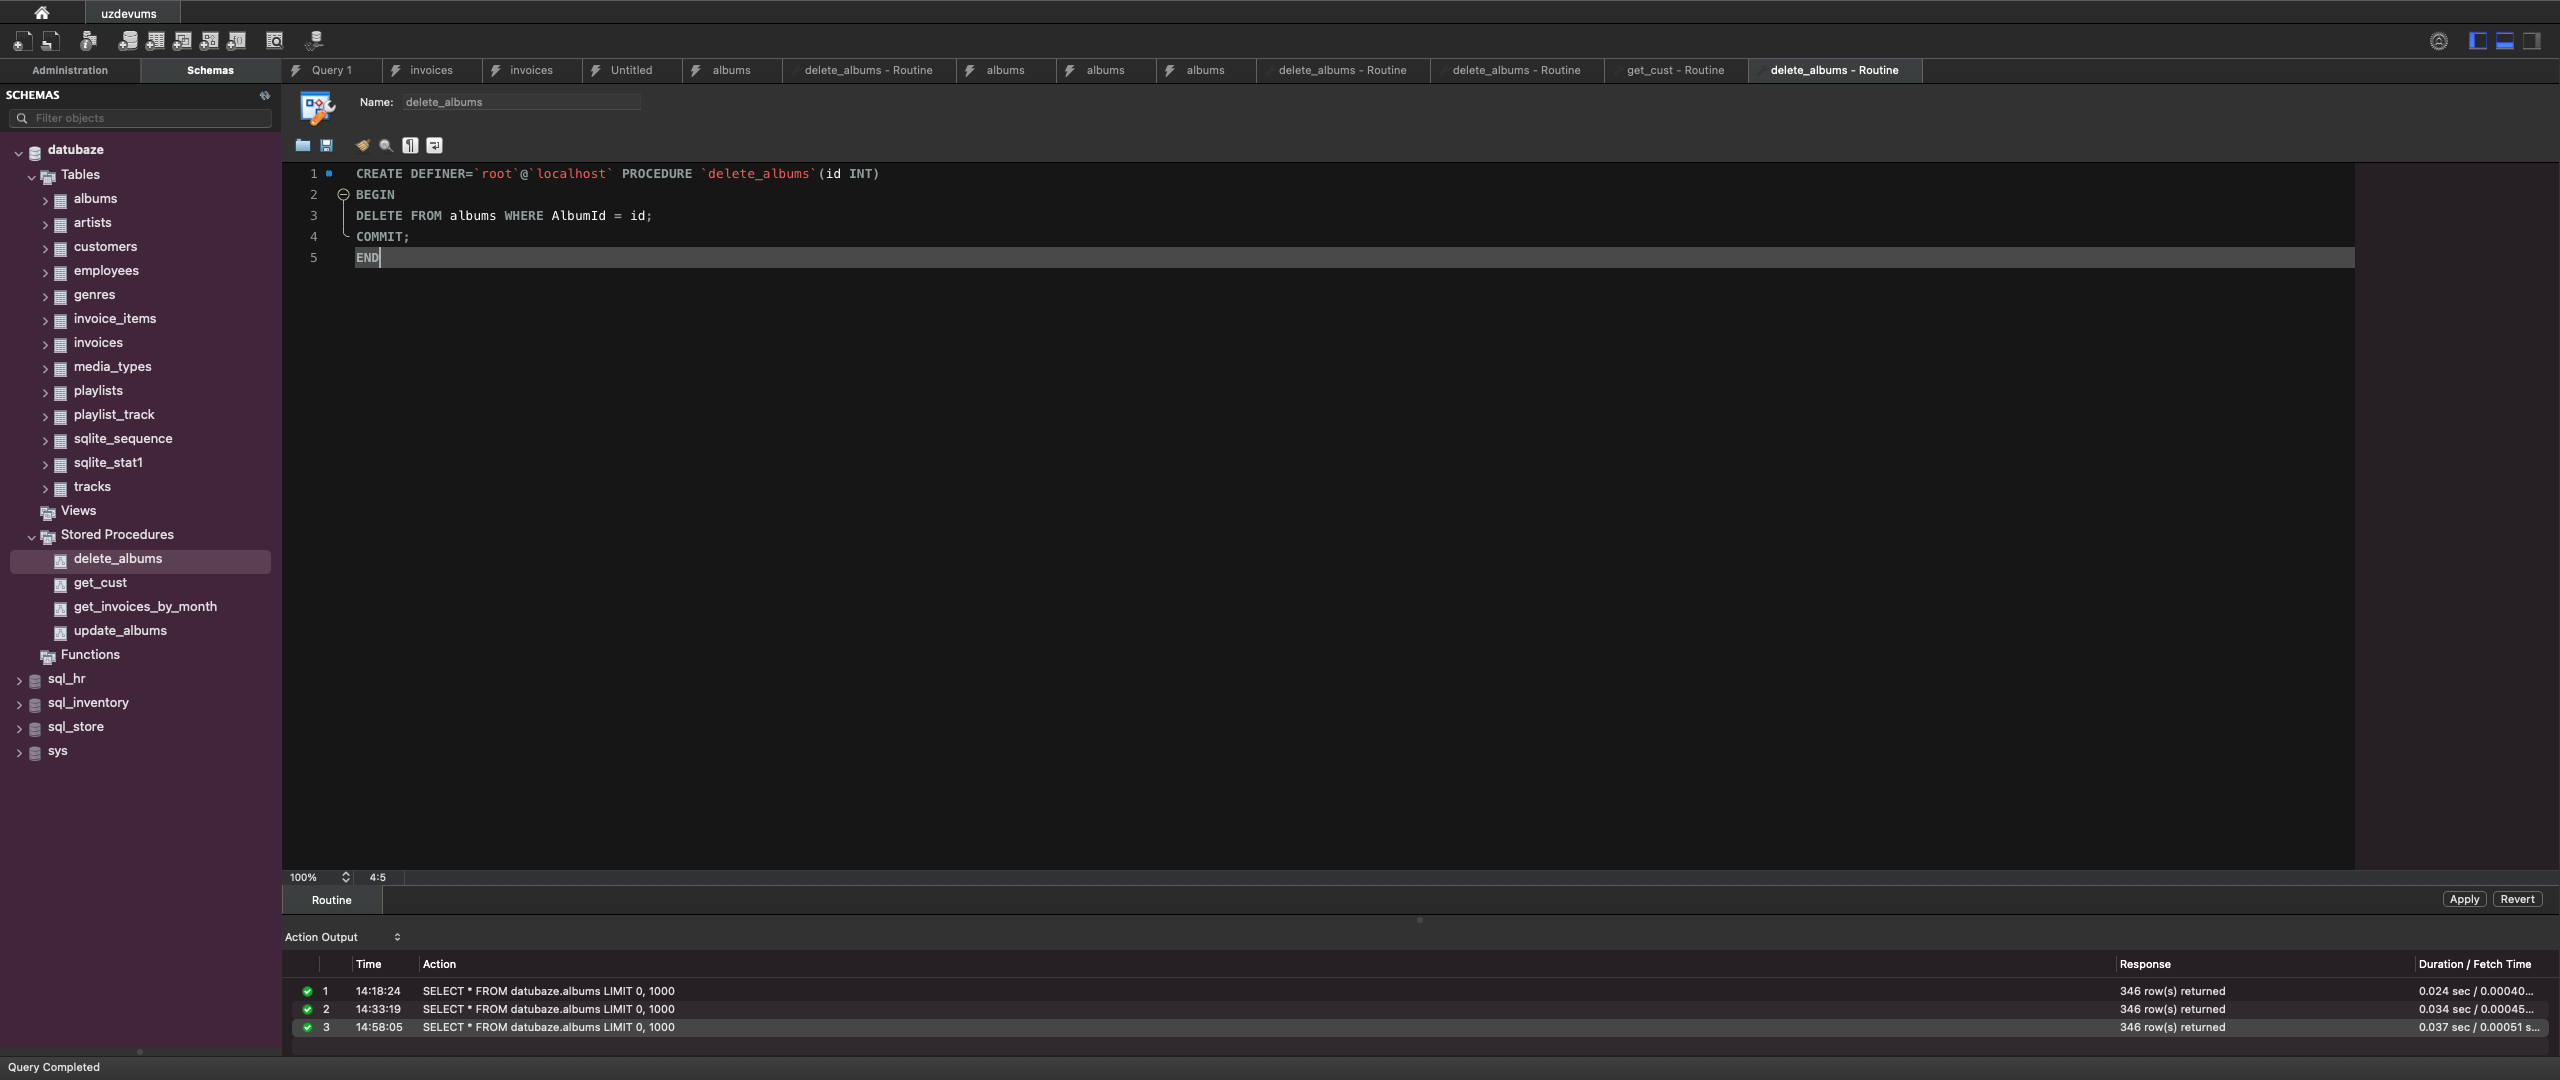 uzdevums
Administration Schemas Query 1 invoices invoices Untitled albums delete_albums - Routine albums albums albums delete_albums - Routine delete_albums - Routine get_cust - Routine delete_albums - Routine
SCHEMAS
Filter objects
Name: delete_albums
datubaze
Tables
albums
artists
customers
employees
genres
invoice_items
invoices
media_types
playlists
playlist_track
sqlite_sequence
sqlite_stat1
tracks
Views
Stored Procedures
delete_albums
get_cust
get_invoices_by_month
update_albums
Functions
sql_hr
sql_inventory
sql_store
sys
1 CREATE DEFINER=`root`@`localhost` PROCEDURE `delete_albums`(id INT)
2 BEGIN
3 DELETE FROM albums WHERE AlbumId = id;
4 COMMIT;
5 END
100% 4:5
Routine Apply Revert
Action Output
Time Action Response Duration / Fetch Time
1 14:18:24 SELECT * FROM datubaze.albums LIMIT 0, 1000 346 row(s) returned 0.024 sec / 0.00040...
2 14:33:19 SELECT * FROM datubaze.albums LIMIT 0, 1000 346 row(s) returned 0.034 sec / 0.00045...
3 14:58:05 SELECT * FROM datubaze.albums LIMIT 0, 1000 346 row(s) returned 0.037 sec / 0.00051 s...
Query Completed